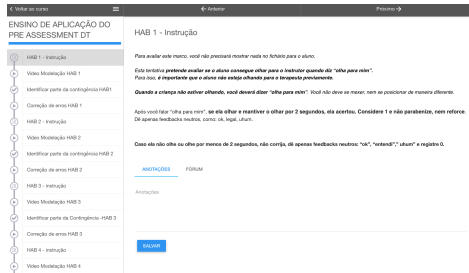 Voltar ao curso
Anterior
Próximo
ENSINO DE APLICAÇÃO DO
PRE ASSESSMENT DT
HAB 1 - Instrução
Video Modelação HAB 1
Identificar parte da contingência HAB1
Correção de erros HAB 1
HAB 2 - Instrução
Video Modelação HAB 2
Identificar parte da contingência HAB 2
Correção de erros HAB 2
HAB 3 - instrução
Video Modelação HAB 3
Identificar parte da Contingência -HAB 3
Correção de erros HAB 3
HAB 4 - instrução
Video Modelação HAB 4
HAB 1 - Instrução
Para avaliar este marco, você não precisará mostrar nada no fichário para o aluno.
Esta tentativa pretende avaliar se o aluno consegue olhar para o instrutor quando diz "olha para mim".
Para isso, é importante que o aluno não esteja olhando para o terapeuta previamente.
Quando a criança não estiver olhando, você deverá dizer "olha para mim". Você não deve se mexer, nem se posicionar de maneira diferente.
Após você falar "olha para mim", se ela olhar e mantiver o olhar por 2 segundos, ela acertou. Considere 1 e não parabenize, nem reforce.
Dê apenas feedbacks neutros, como: ok, legal, uhum.
Caso ela não olhe ou olhe por menos de 2 segundos, não corrija, dê apenas feedbacks neutros: "ok", "entendi"," uhum" e registre 0.
ANOTAÇÕES
FÓRUM
Anotações
SALVAR